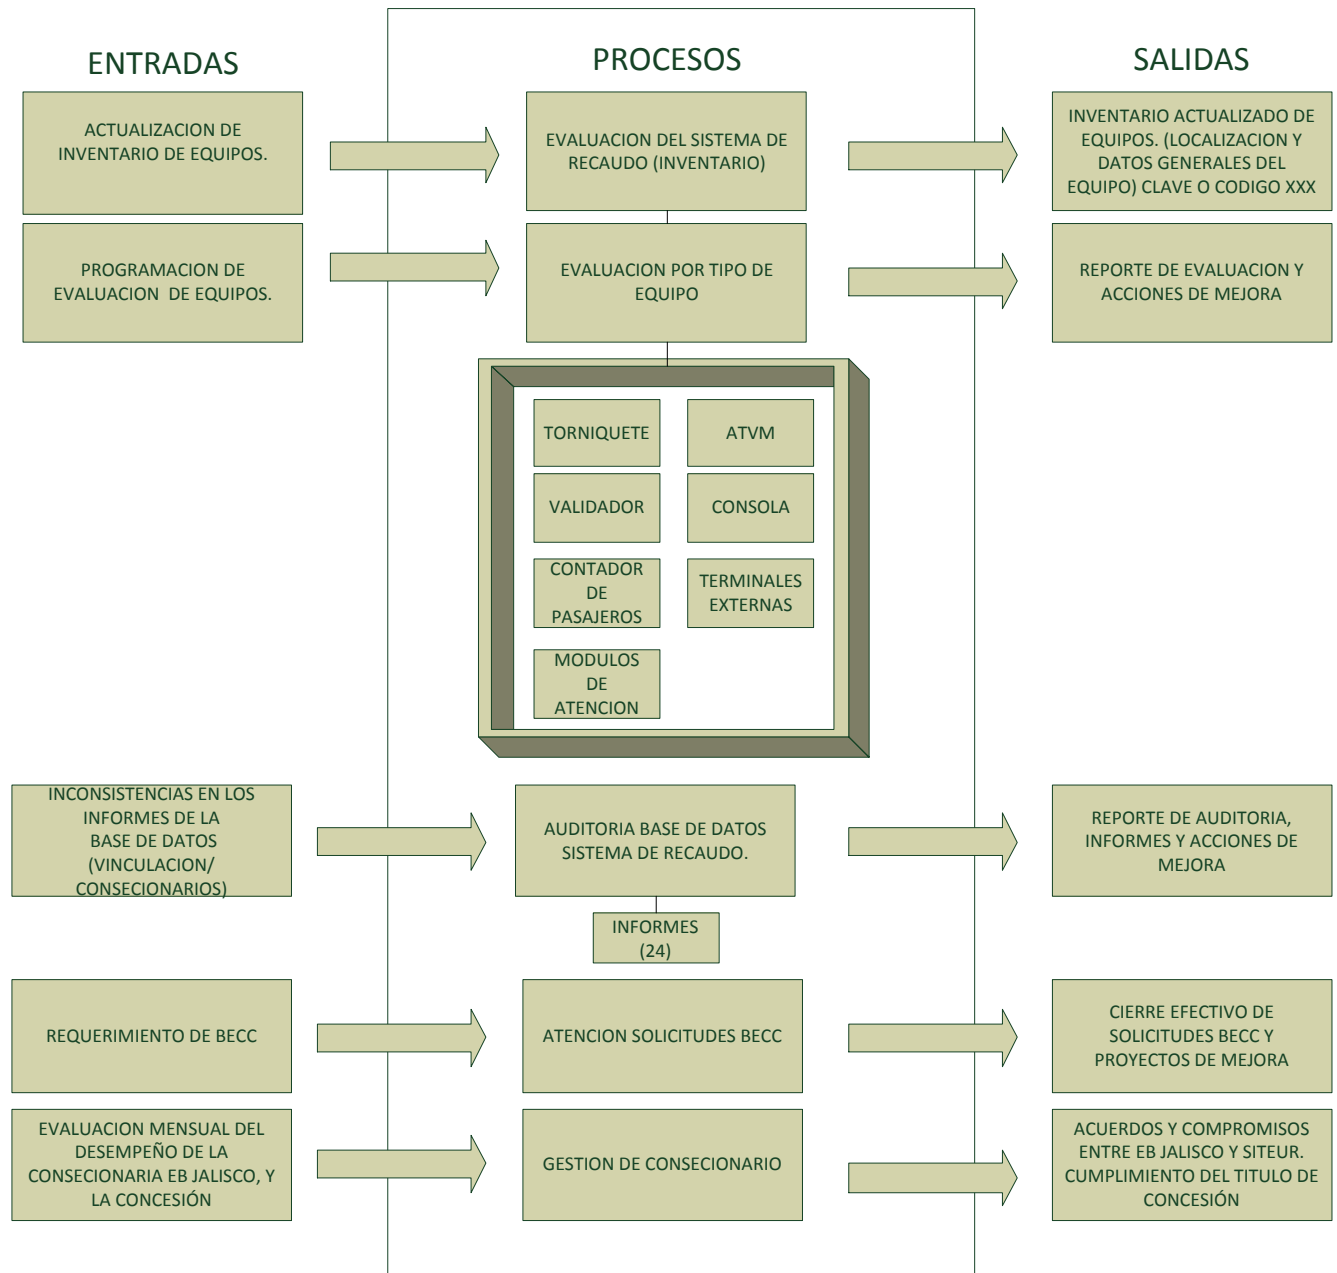 ENTRADAS
PROCESOS
SALIDAS
ACTUALIZACION DE
INVENTARIO DE EQUIPOS.
EVALUACION DEL SISTEMA DE
RECAUDO (INVENTARIO)
INVENTARIO ACTUALIZADO DE
EQUIPOS. (LOCALIZACION Y
DATOS GENERALES DEL
EQUIPO) CLAVE O CODIGO XXX
PROGRAMACION DE
EVALUACION DE EQUIPOS.
EVALUACION POR TIPO DE
EQUIPO
REPORTE DE EVALUACION Y
ACCIONES DE MEJORA
TORNIQUETE
ATVM
VALIDADOR
CONSOLA
CONTADOR
DE
PASAJEROS
TERMINALES
EXTERNAS
MODULOS
DE
ATENCION
INCONSISTENCIAS EN LOS
INFORMES DE LA
BASE DE DATOS
(VINCULACION/
CONSECIONARIOS)
AUDITORIA BASE DE DATOS
SISTEMA DE RECAUDO.
REPORTE DE AUDITORIA,
INFORMES Y ACCIONES DE
MEJORA
INFORMES
(24)
REQUERIMIENTO DE BECC
ATENCION SOLICITUDES BECC
CIERRE EFECTIVO DE
SOLICITUDES BECC Y
PROYECTOS DE MEJORA
EVALUACION MENSUAL DEL
DESEMPEÑO DE LA
CONSECIONARIA EB JALISCO, Y
LA CONCESIÓN
GESTION DE CONSECIONARIO
ACUERDOS Y COMPROMISOS
ENTRE EB JALISCO Y SITEUR.
CUMPLIMIENTO DEL TITULO DE
CONCESIÓN